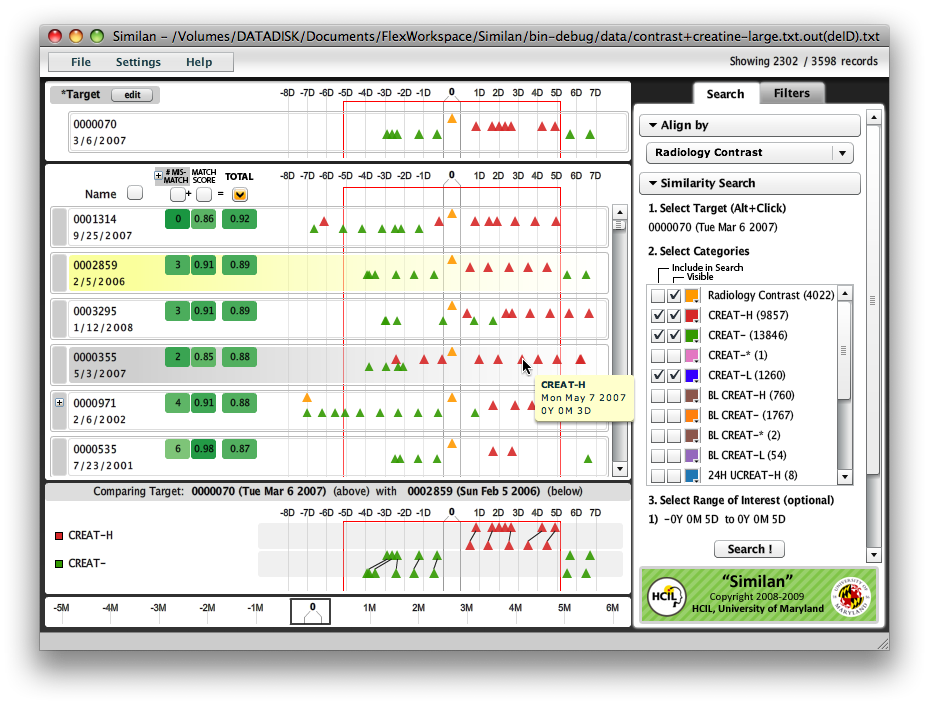 Similan – /Volumes/DATADISK/Documents/FlexWorkspace/Similan/bin-debug/data/contrast+creatine-large.txt.out(delD).txt
File Settings Help
Showing 2302 / 3598 records
*Target edit
-8D -7D -6D -5D -4D -3D -2D -1D 0 1D 2D 3D 4D 5D 6D 7D
0000070
3/6/2007
Name
+ # MIS-MATCH MATCH SCORE TOTAL
+ =
-8D -7D -6D -5D -4D -3D -2D -1D 0 1D 2D 3D 4D 5D 6D 7D
0001314 0 0.86 0.92
9/25/2007
0002859 3 0.91 0.89
2/5/2006
0003295 3 0.91 0.89
1/12/2008
0000355 2 0.85 0.88
5/3/2007
+ 0000971 4 0.91 0.88
2/6/2002
0000535 6 0.98 0.87
7/23/2001
CREAT-H
Mon May 7 2007
0Y 0M 3D
Comparing Target: 0000070 (Tue Mar 6 2007) (above) with 0002859 (Sun Feb 5 2006) (below)
-8D -7D -6D -5D -4D -3D -2D -1D 0 1D 2D 3D 4D 5D 6D 7D
CREAT-H
CREAT-
-5M -4M -3M -2M -1M 0 1M 2M 3M 4M 5M 6M
Search Filters
Align by
Radiology Contrast
Similarity Search
1. Select Target (Alt+Click)
0000070 (Tue Mar 6 2007)
2. Select Categories
Include in Search
Visible
Radiology Contrast (4022)
CREAT-H (9857)
CREAT- (13846)
CREAT-* (1)
CREAT-L (1260)
BL CREAT-H (760)
BL CREAT- (1767)
BL CREAT-* (2)
BL CREAT-L (54)
24H UCREAT-H (8)
3. Select Range of Interest (optional)
1) -0Y 0M 5D to 0Y 0M 5D
Search !
HCIL
“Similan”
Copyright 2008-2009
HCIL, University of Maryland
UNIVERSITY OF
MARYLAND